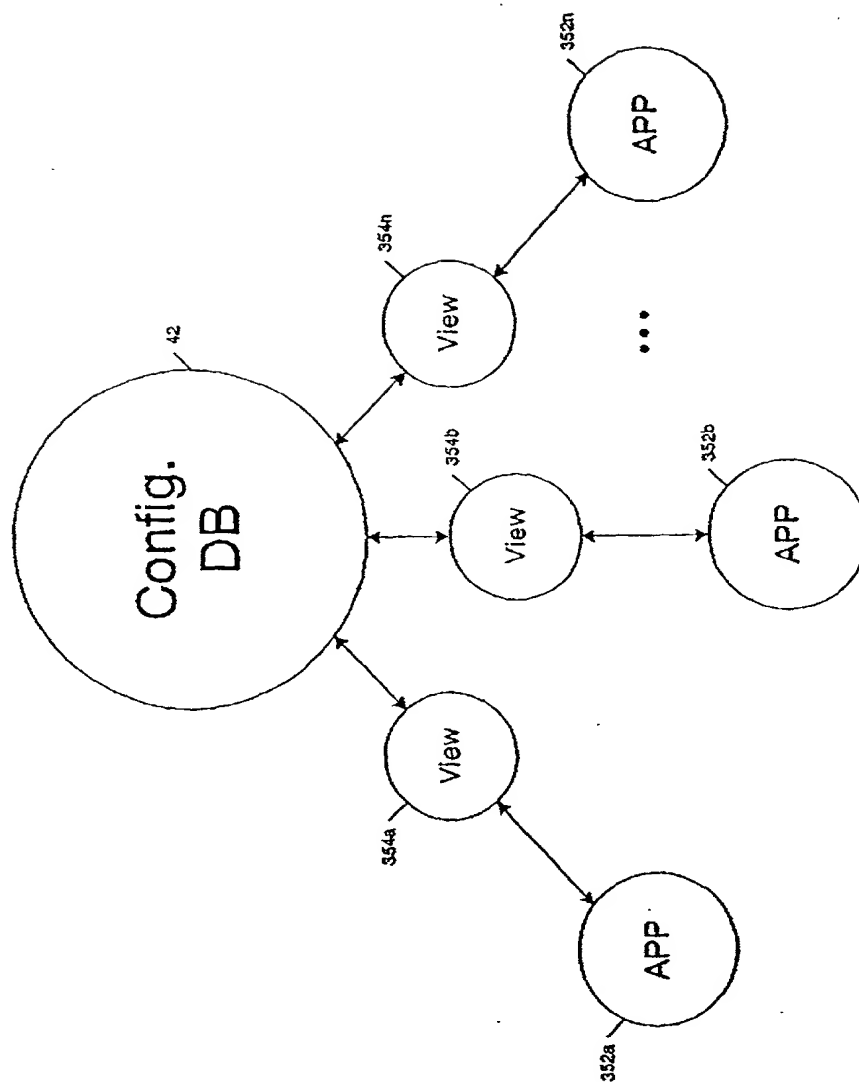 42
Config.
DB
354a
View
354b
View
354n
View
352a
APP
352b
APP
...
352n
APP